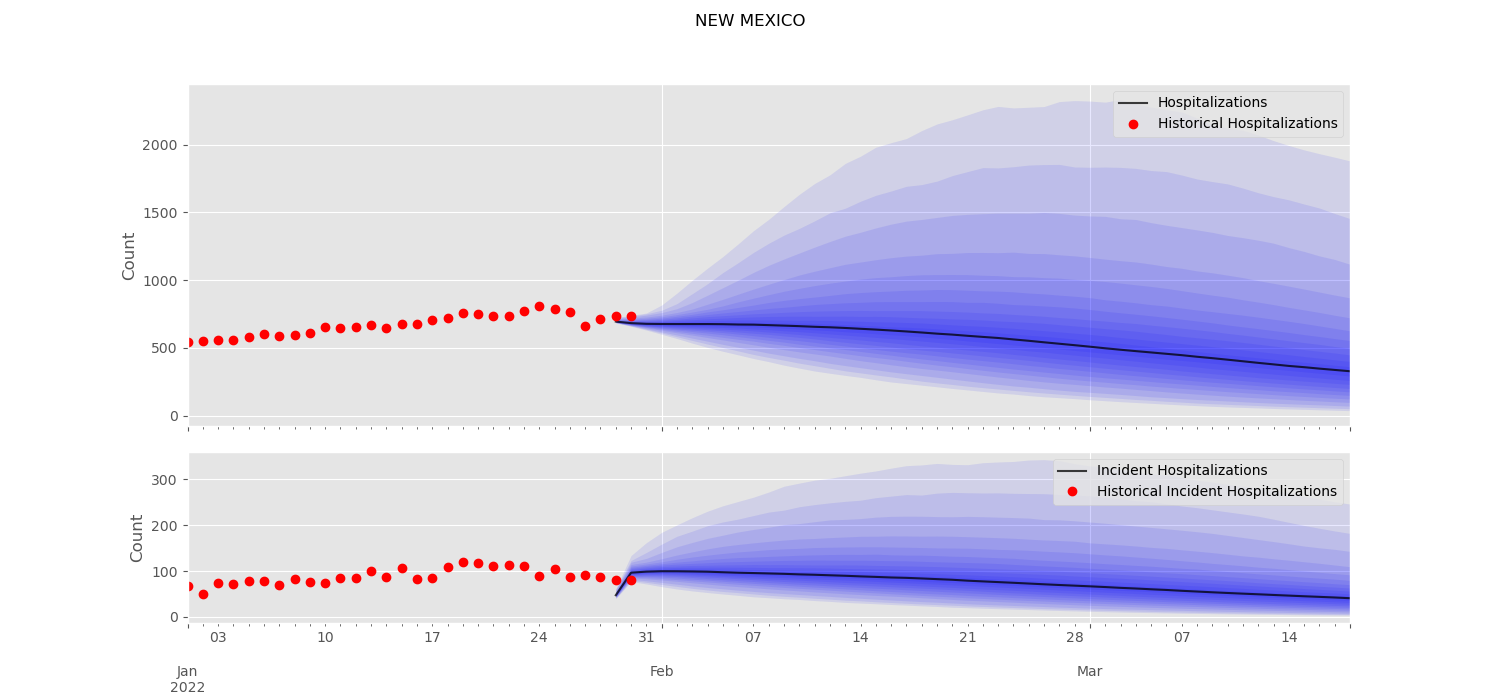 NEW MEXICO
Hospitalizations
Historical Hospitalizations
Count
2000
1500
1000
500
0
Incident Hospitalizations
Historical Incident Hospitalizations
Count
300
200
100
0
03 10 17 24 31 07 14 21 28 07 14
Jan Feb Mar
2022